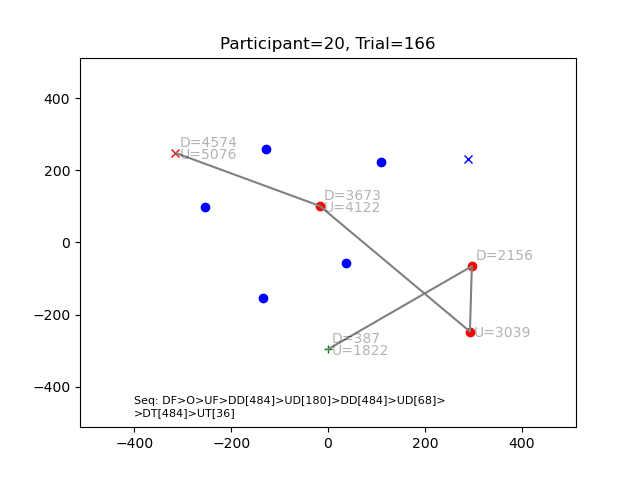 Participant=20, Trial=166
400
200
0
−200
−400
D=4574
U=5076
D=3673
U=4122
D=2156
U=3039
D=387
U=1822
Seq: DF>O>UF>DD[484]>UD[180]>DD[484]>UD[68]>
>DT[484]>UT[36]
−400 −200 0 200 400